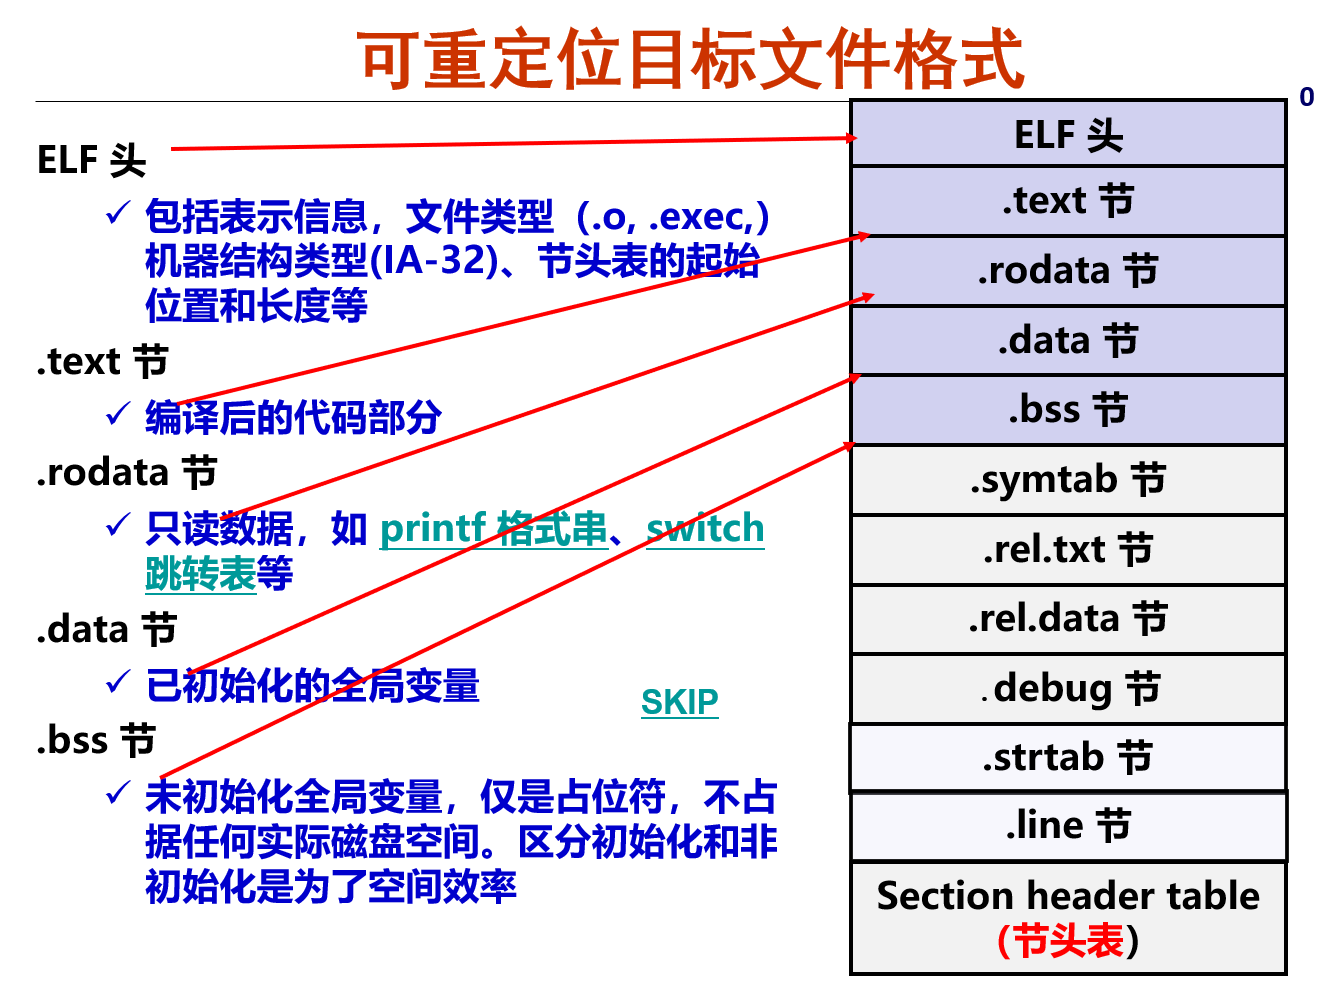 可重定位目标文件格式
0
ELF 头
包括表示信息，文件类型（.o, .exec,）
机器结构类型(IA-32)、节头表的起始
位置和长度等
.text 节
编译后的代码部分
.rodata 节
只读数据，如 printf 格式串、switch
跳转表等
.data 节
已初始化的全局变量
SKIP
.bss 节
未初始化全局变量，仅是占位符，不占
据任何实际磁盘空间。区分初始化和非
初始化是为了空间效率
ELF 头
.text 节
.rodata 节
.data 节
.bss 节
.symtab 节
.rel.txt 节
.rel.data 节
.debug 节
.strtab 节
.line 节
Section header table
（节头表）